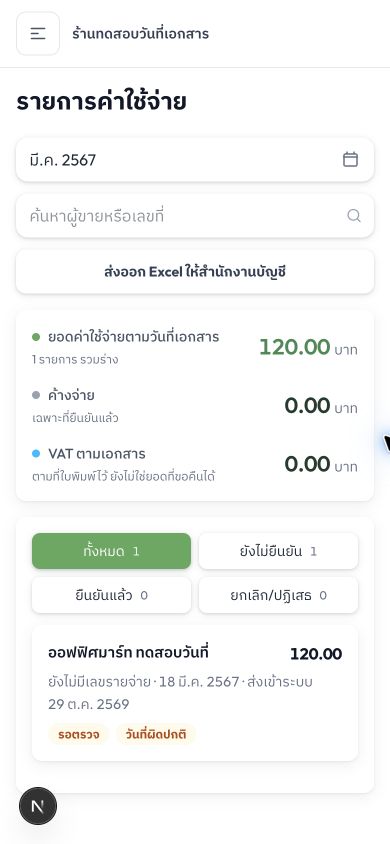 ร้านทดสอบวันที่เอกสาร
รายการค่าใช้จ่าย
มี.ค. 2567
ค้นหาผู้ขายหรือเลขที่
ส่งออก Excel ให้สำนักงานบัญชี
ยอดค่าใช้จ่ายตามวันที่เอกสาร
120.00 บาท
1 รายการ รวมร่าง
ค้างจ่าย
0.00 บาท
เฉพาะที่ยืนยันแล้ว
VAT ตามเอกสาร
0.00 บาท
ตามที่ใบพิมพ์ไว้ ยังไม่ใช่ยอดที่ขอคืนได้
ทั้งหมด 1
ยังไม่ยืนยัน 1
ยืนยันแล้ว 0
ยกเลิก/ปฏิเสธ 0
ออฟฟิศมาร์ท ทดสอบวันที่
120.00
ยังไม่มีเลขรายจ่าย · 18 มี.ค. 2567 · ส่งเข้าระบบ
29 ต.ค. 2569
รอตรวจ
วันที่ผิดปกติ
N